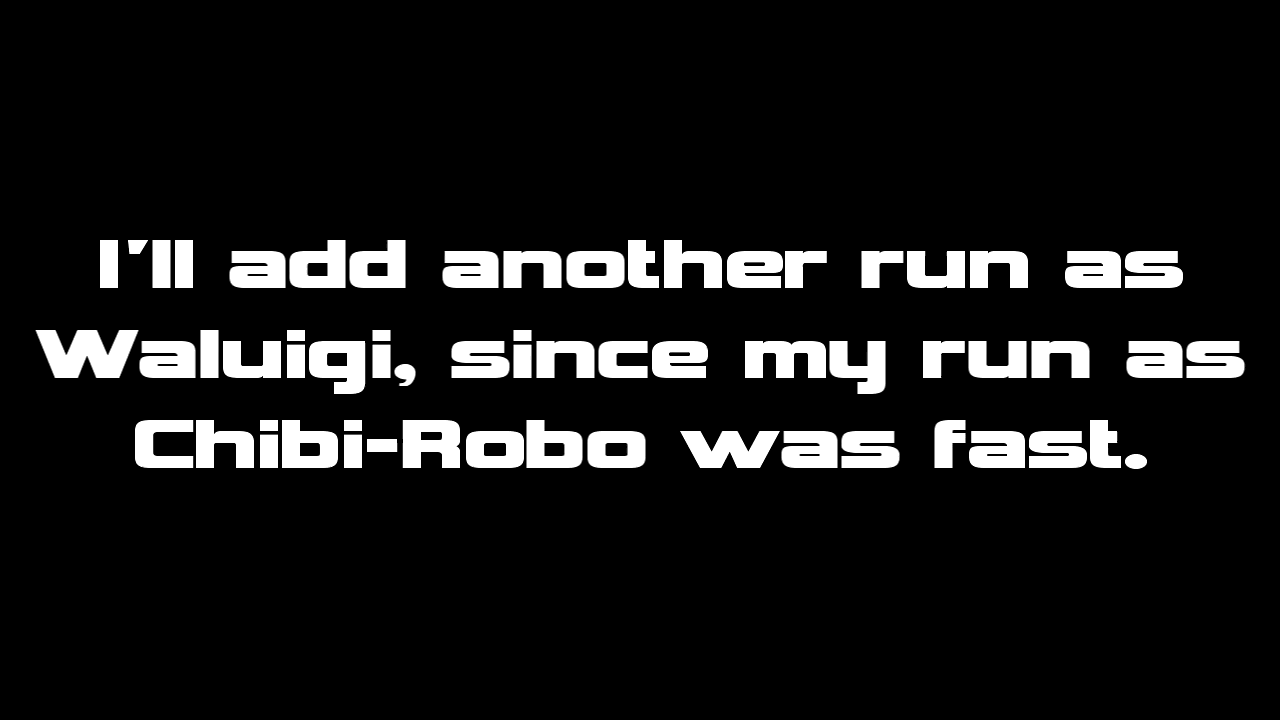 I'll add another run as
Waluigi, since my run as
Chibi-Robo was fast.